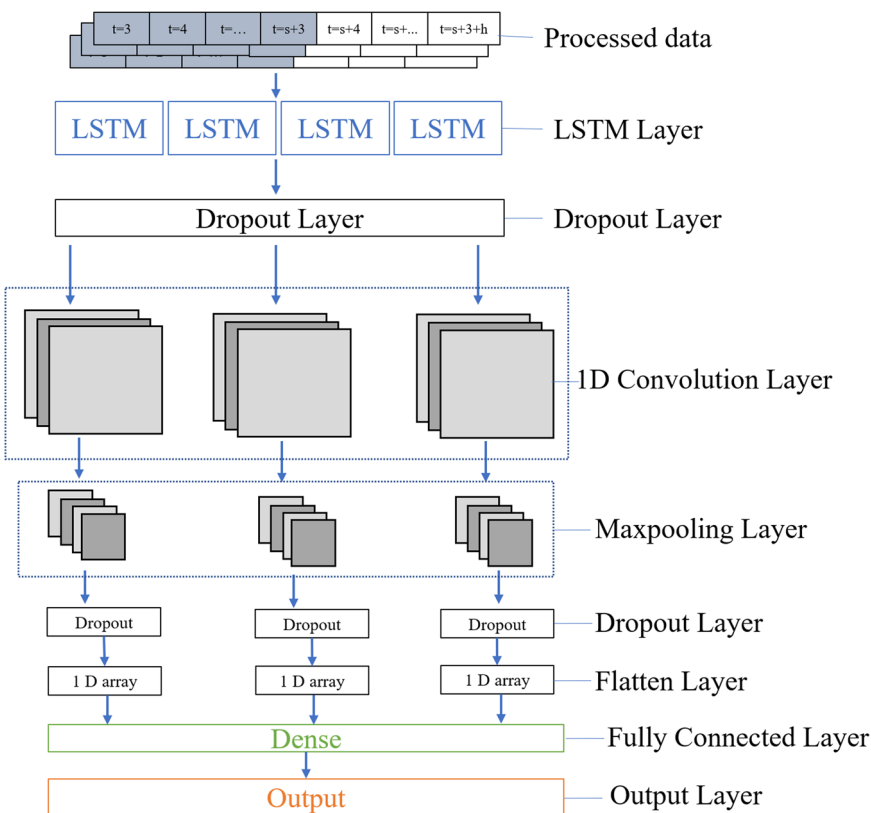 t=3 t=4 t=... t=s+3 t=s+4 t=s+... t=s+3+h
Processed data
LSTM LSTM LSTM LSTM
LSTM Layer
Dropout Layer
Dropout Layer
1D Convolution Layer
Maxpooling Layer
Dropout Dropout Dropout
Dropout Layer
1 D array 1 D array 1 D array
Flatten Layer
Dense
Fully Connected Layer
Output
Output Layer